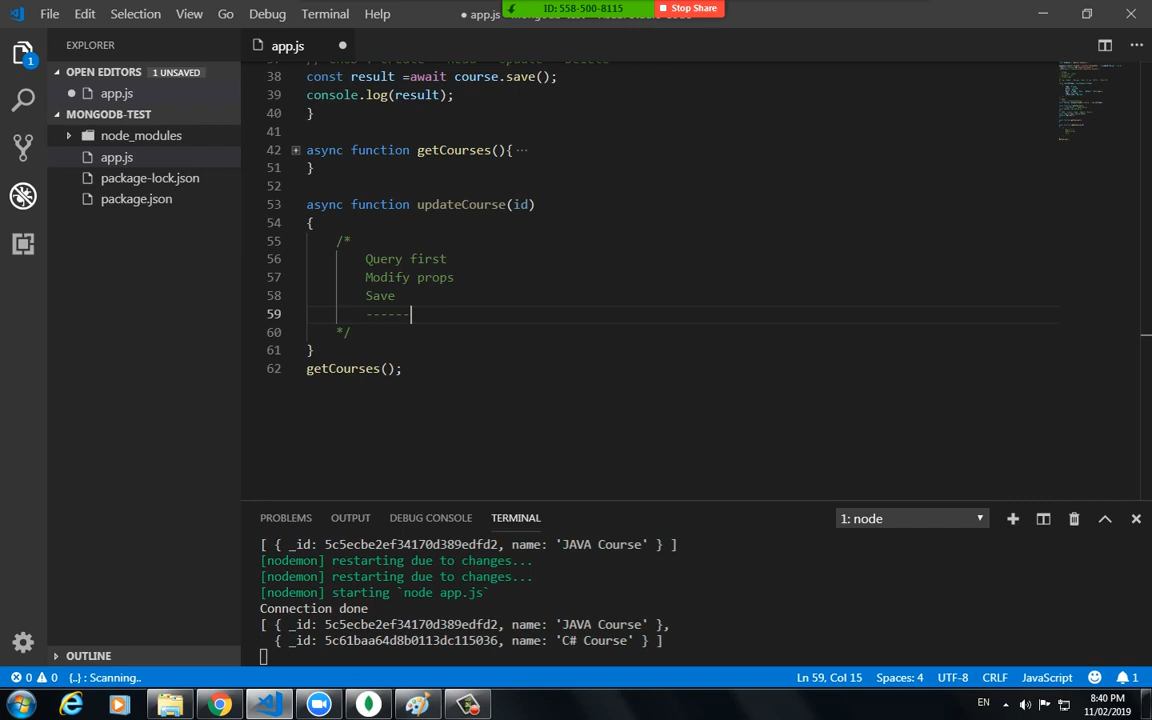 File Edit Selection View Go Debug Terminal Help
● app.js
ID: 558-500-8115 Stop Share
EXPLORER
app.js ●
OPEN EDITORS 1 UNSAVED
● app.js
MONGODB-TEST
node_modules
app.js
package-lock.json
package.json
38 const result =await course.save();
39 console.log(result);
40 }
41
42 async function getCourses(){ ...
51 }
52
53 async function updateCourse(id)
54 {
55 /*
56 Query first
57 Modify props
58 Save
59 ------
60 */
61 }
62 getCourses();
PROBLEMS OUTPUT DEBUG CONSOLE TERMINAL 1: node
[ { _id: 5c5ecbe2ef34170d389edfd2, name: 'JAVA Course' } ]
[nodemon] restarting due to changes...
[nodemon] restarting due to changes...
[nodemon] starting `node app.js`
Connection done
[ { _id: 5c5ecbe2ef34170d389edfd2, name: 'JAVA Course' },
{ _id: 5c61baa64d8b0113dc115036, name: 'C# Course' } ]
OUTLINE
0 0 {..} : Scanning.. Ln 59, Col 15 Spaces: 4 UTF-8 CRLF JavaScript 1
EN 8:40 PM
11/02/2019